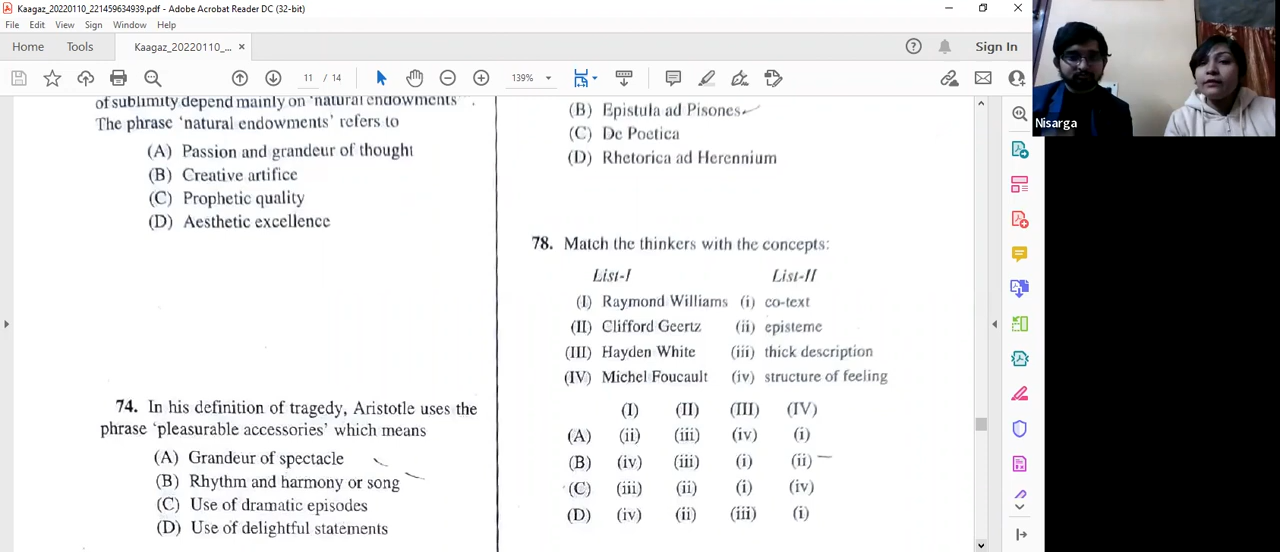 Kaagaz_20220110_221459634939.pdf - Adobe Acrobat Reader DC (32-bit)
File Edit View Sign Window Help
Home Tools Kaagaz_20220110_... × Sign In
11 / 14 139%
of sublimity depend mainly on 'natural endowments'.
The phrase 'natural endowments' refers to
(A) Passion and grandeur of thought
(B) Creative artifice
(C) Prophetic quality
(D) Aesthetic excellence
74. In his definition of tragedy, Aristotle uses the
phrase 'pleasurable accessories' which means
(A) Grandeur of spectacle
(B) Rhythm and harmony or song
(C) Use of dramatic episodes
(D) Use of delightful statements
(B) Epistula ad Pisones
(C) De Poetica
(D) Rhetorica ad Herennium
78. Match the thinkers with the concepts:
List-I List-II
(I) Raymond Williams (i) co-text
(II) Clifford Geertz (ii) episteme
(III) Hayden White (iii) thick description
(IV) Michel Foucault (iv) structure of feeling
(I) (II) (III) (IV)
(A) (ii) (iii) (iv) (i)
(B) (iv) (iii) (i) (ii)
(C) (iii) (ii) (i) (iv)
(D) (iv) (ii) (iii) (i)
Nisarga